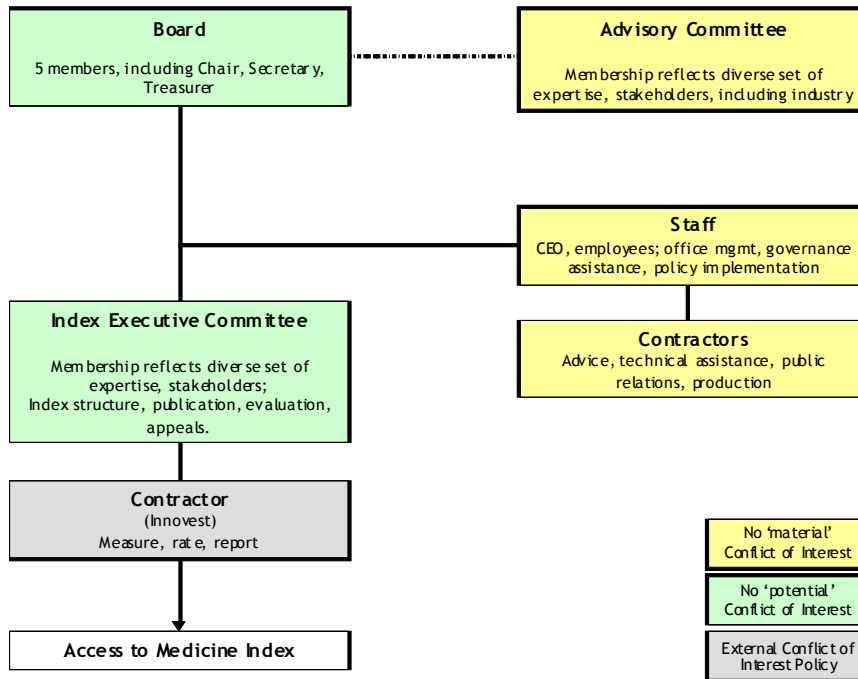 Board
5 members, including Chair, Secretary,
Treasurer
Advisory Committee
Membership reflects diverse set of
expertise, stakeholders, including industry
Staff
CEO, employees; office mgmt, governance
assistance, policy implementation
Index Executive Committee
Membership reflects diverse set of
expertise, stakeholders;
Index structure, publication, evaluation,
appeals.
Contractors
Advice, technical assistance, public
relations, production
Contractor
(Innovest)
Measure, rate, report
Access to Medicine Index
No ‘material’
Conflict of Interest
No ‘potential’
Conflict of Interest
External Conflict of
Interest Policy